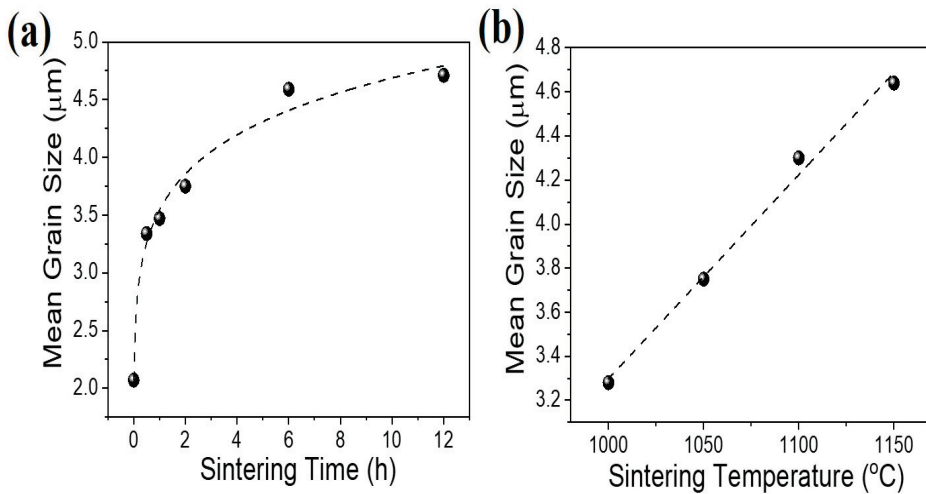 (a)
Mean Grain Size (μm)
5.0
4.5
4.0
3.5
3.0
2.5
2.0
0 2 4 6 8 10 12
Sintering Time (h)
(b)
Mean Grain Size (μm)
4.8
4.6
4.4
4.2
4.0
3.8
3.6
3.4
3.2
1000 1050 1100 1150
Sintering Temperature (ºC)